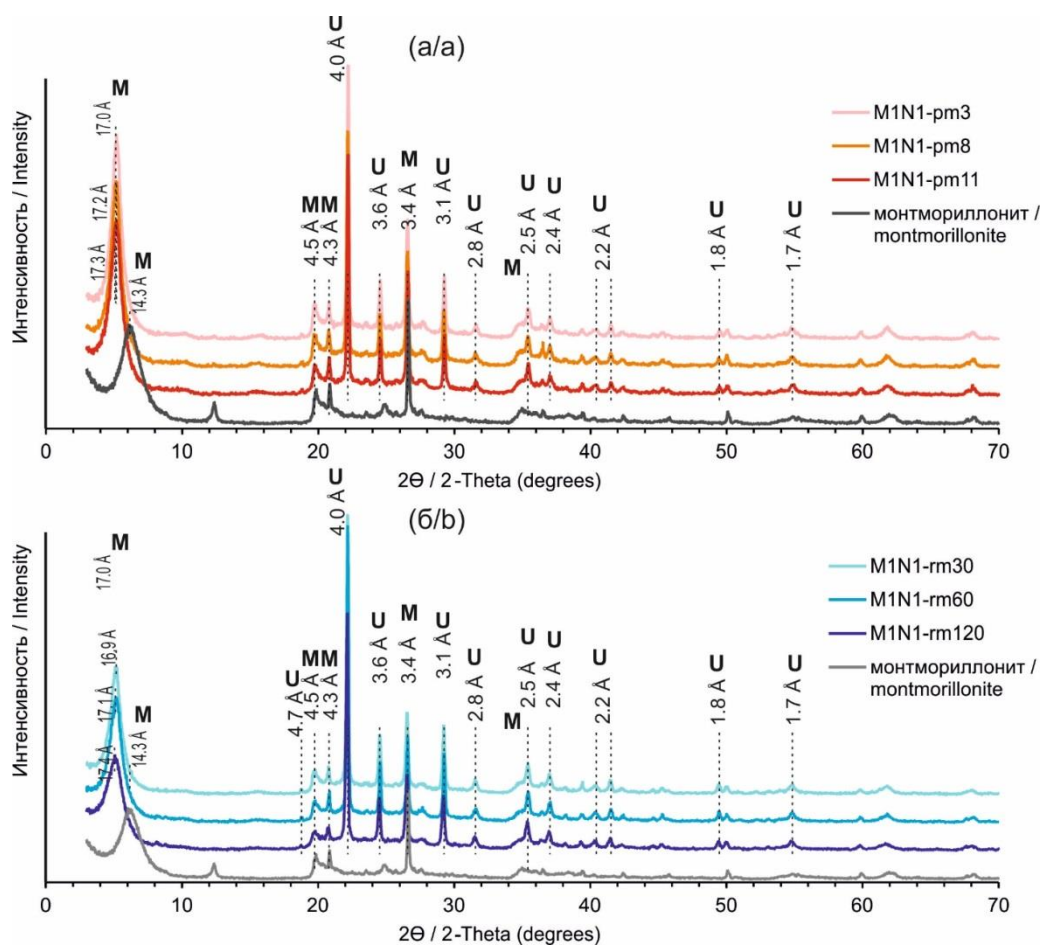 4.0 Å U
(а/a)
M
17.0 Å
17.2 Å
17.3 Å
14.3 Å M
M M
4.5 Å
4.3 Å
U
3.6 Å
M
3.4 Å
U
3.1 Å
U
2.8 Å
U
2.5 Å
M
U
2.4 Å
U
2.2 Å
U
1.8 Å
U
1.7 Å
M1N1-pm3
M1N1-pm8
M1N1-pm11
монтмориллонит /
montmorillonite
Интенсивность / Intensity
0 10 20 30 40 50 60 70
2Θ / 2-Theta (degrees)
4.0 Å U
(б/b)
M
17.0 Å
16.9 Å
17.1 Å
17.4 Å
14.3 Å M
U
4.7 Å
M M
4.5 Å
4.3 Å
U
3.6 Å
M
3.4 Å
U
3.1 Å
U
2.8 Å
U
2.5 Å
M
U
2.4 Å
U
2.2 Å
U
1.8 Å
U
1.7 Å
M1N1-rm30
M1N1-rm60
M1N1-rm120
монтмориллонит /
montmorillonite
Интенсивность / Intensity
0 10 20 30 40 50 60 70
2Θ / 2-Theta (degrees)